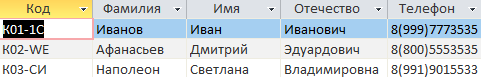 Код Фамилия Имя Отчество Телефон
К01-1С Иванов Иван Иванович 8(999)7773535
К02-WE Афанасьев Дмитрий Эдуардович 8(800)5553535
К03-СИ Наполеон Светлана Владимировна 8(991)9015533